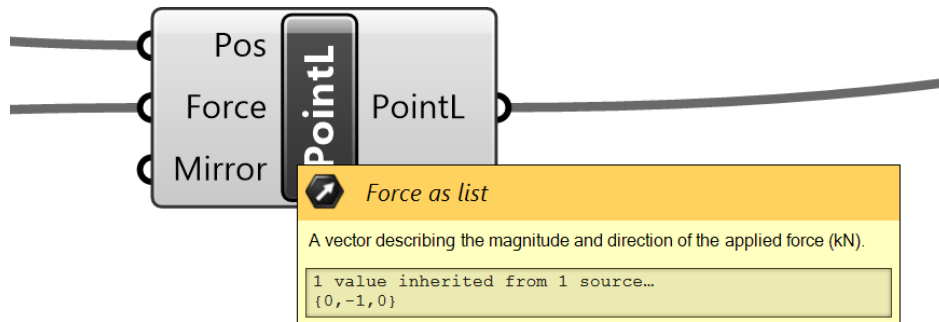 Pos
Force
Mirror
PointL
PointL
Force as list
A vector describing the magnitude and direction of the applied force (kN).
1 value inherited from 1 source…
{0,-1,0}